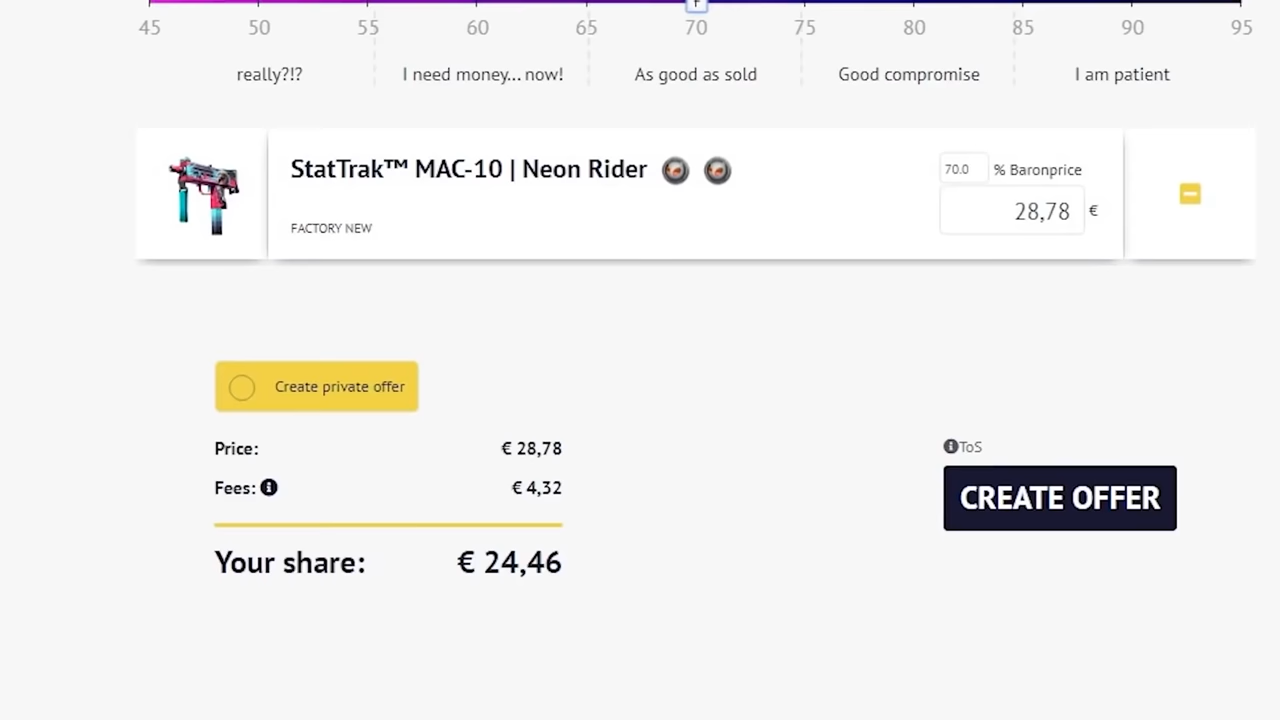 45 50 55 60 65 70 75 80 85 90 95
really?!? I need money... now! As good as sold Good compromise I am patient
StatTrak™ MAC-10 | Neon Rider
70.0 % Baronprice
28,78 €
FACTORY NEW
Create private offer
Price: € 28,78
ToS
Fees: € 4,32
CREATE OFFER
Your share: € 24,46